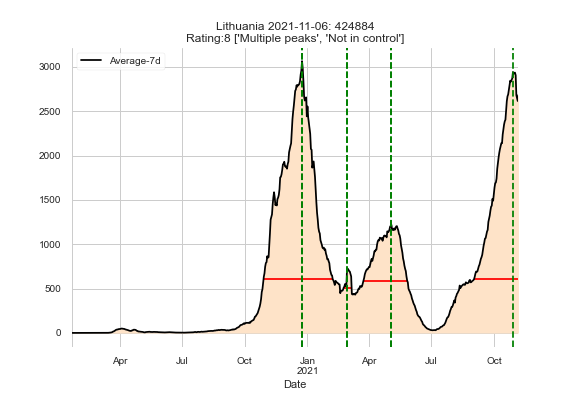 Lithuania 2021-11-06: 424884
Rating:8 ['Multiple peaks', 'Not in control']
Average-7d
3000
2500
2000
1500
1000
500
0
Apr Jul Oct Jan Apr Jul Oct
2021
Date